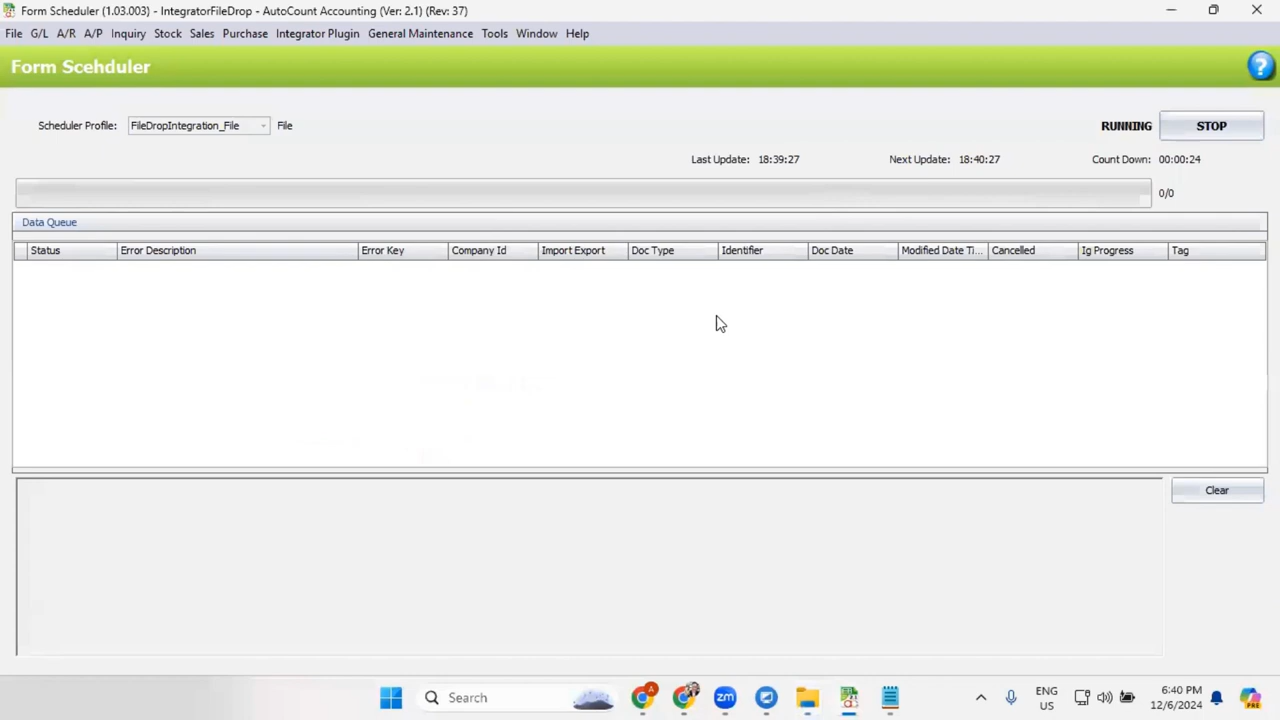 Form Scheduler (1.03.003) - IntegratorFileDrop - AutoCount Accounting (Ver: 2.1) (Rev: 37)
File G/L A/R A/P Inquiry Stock Sales Purchase Integrator Plugin General Maintenance Tools Window Help
Form Scehduler
?
Scheduler Profile: FileDropIntegration_File File RUNNING STOP
Last Update: 18:39:27 Next Update: 18:40:27 Count Down: 00:00:24
0/0
Data Queue
Status Error Description Error Key Company Id Import Export Doc Type Identifier Doc Date Modified Date Ti... Cancelled Ig Progress Tag
Clear
Search zm ENG US 6:40 PM 12/6/2024 PRE